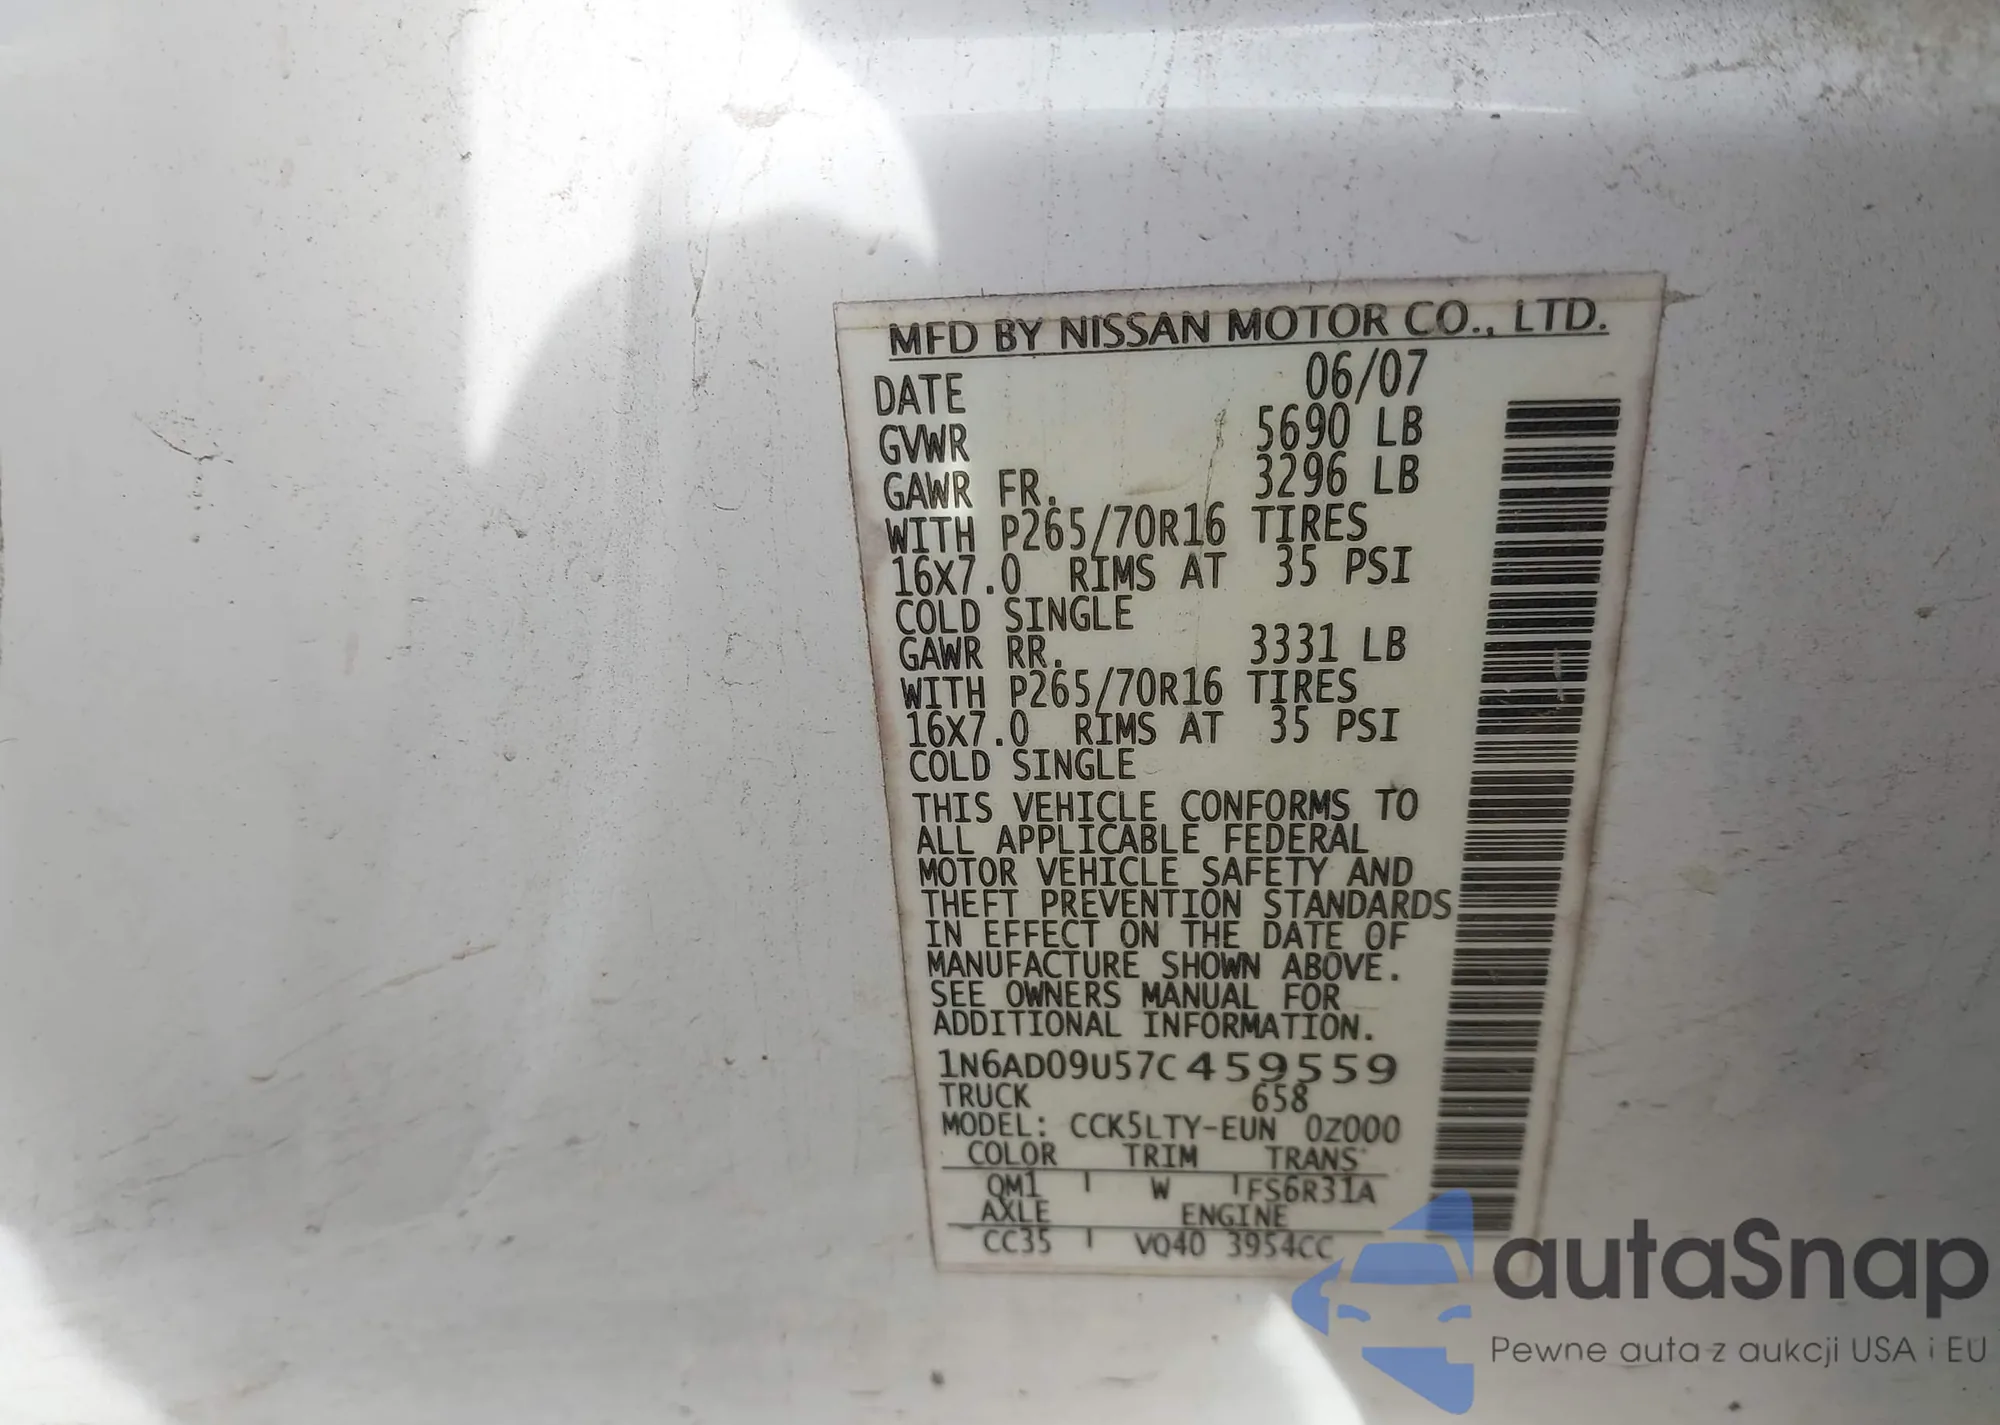 MFD BY NISSAN MOTOR CO., LTD.
DATE 06/07
GVWR 5690 LB
GAWR FR. 3296 LB
WITH P265/70R16 TIRES
16X7.0 RIMS AT 35 PSI
COLD SINGLE
GAWR RR. 3331 LB
WITH P265/70R16 TIRES
16X7.0 RIMS AT 35 PSI
COLD SINGLE
THIS VEHICLE CONFORMS TO
ALL APPLICABLE FEDERAL
MOTOR VEHICLE SAFETY AND
THEFT PREVENTION STANDARDS
IN EFFECT ON THE DATE OF
MANUFACTURE SHOWN ABOVE.
SEE OWNERS MANUAL FOR
ADDITIONAL INFORMATION.
1N6AD09U57C459559
TRUCK 658
MODEL: CCK5LTY-EUN 0Z000
COLOR TRIM TRANS
QM1 W FS6R31A
AXLE ENGINE
CC35 VQ40 3954CC
autaSnap
Pewne auta z aukcji USA i EU